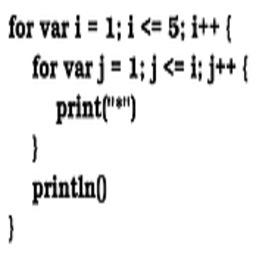 for var i = 1; i <= 5; i++ {
for var j = 1; j <= i; j++ {
print("*")
}
println()
}